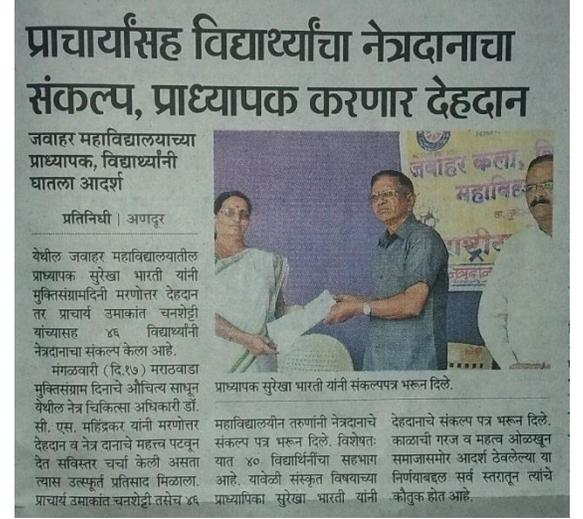 प्राचार्यांसह विद्यार्थ्यांचा नेत्रदानाचा
संकल्प, प्राध्यापक करणार देहदान
जवाहर महाविद्यालयाच्या
प्राध्यापक, विद्यार्थ्यांनी
घातला आदर्श
प्रतिनिधी | अणदूर
येथील जवाहर महाविद्यालयातील
प्राध्यापक सुरेखा भारती यांनी
मुक्तिसंग्रामदिनी मरणोत्तर देहदान
तर प्राचार्य उमाकांत चनशेट्टी
यांच्यासह ४६ विद्यार्थ्यांनी
नेत्रदानाचा संकल्प केला आहे.
मंगळवारी (दि.१७) मराठवाडा
मुक्तिसंग्राम दिनाचे औचित्य साधून
येथील नेत्र चिकित्सा अधिकारी डॉ.
सी. एस. महिंद्रकर यांनी मरणोत्तर
देहदान व नेत्र दानाचे महत्त्व पटवून
देत सविस्तर चर्चा केली असता
त्यास उत्स्फूर्त प्रतिसाद मिळाला.
प्राचार्य उमाकांत चनशेट्टी तसेच ४६
जवाहर कला,
महावि
राष्ट्रीय
प्राध्यापक सुरेखा भारती यांनी संकल्पपत्र भरून दिले.
महाविद्यालयीन तरुणांनी नेत्रदानाचे
संकल्प पत्र भरून दिले. विशेषतः
यात ४० विद्यार्थिनींचा सहभाग
आहे. यावेळी संस्कृत विषयाच्या
प्राध्यापिका सुरेखा भारती यांनी
देहदानाचे संकल्प पत्र भरून दिले.
काळाची गरज व महत्व ओळखून
समाजासमोर आदर्श ठेवलेल्या या
निर्णयाबद्दल सर्व स्तरातून त्यांचे
कौतुक होत आहे.